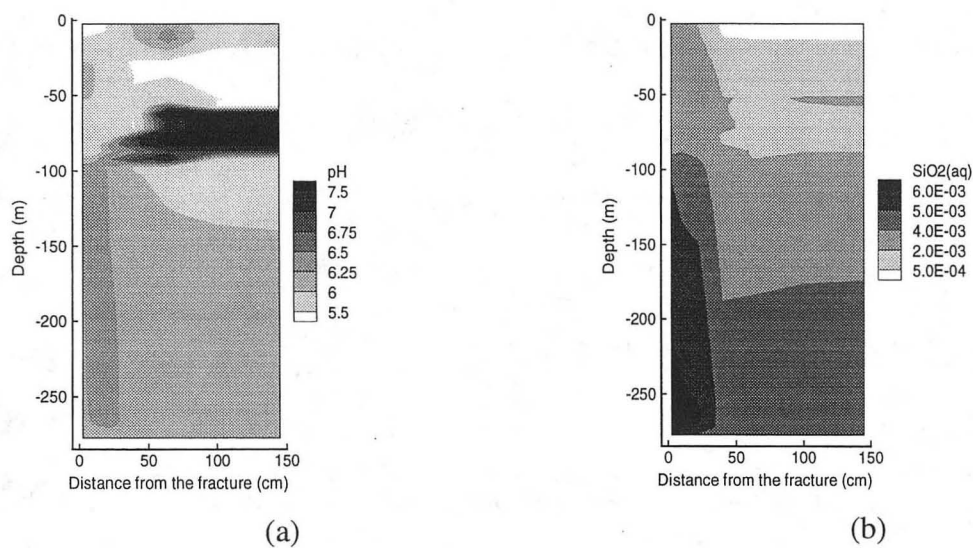 0
-50
-100
-150
-200
-250
Depth (m)
0 50 100 150
Distance from the fracture (cm)
pH
7.5
7
6.75
6.5
6.25
6
5.5
(a)
0
-50
-100
-150
-200
-250
Depth (m)
0 50 100 150
Distance from the fracture (cm)
SiO2(aq)
6.0E-03
5.0E-03
4.0E-03
2.0E-03
5.0E-04
(b)